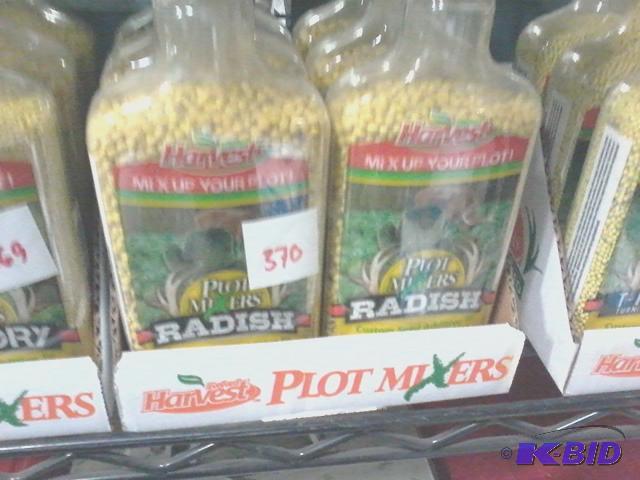 Harvest
MIX UP YOUR PLOT!
370
PLOT
MIXERS
RADISH
Harvest
MIX UP YOUR PLOT!
PLOT
MIXERS
RADISH
69
ORY
XERS
Harvest PLOT MIXERS
Ha
© K-BID